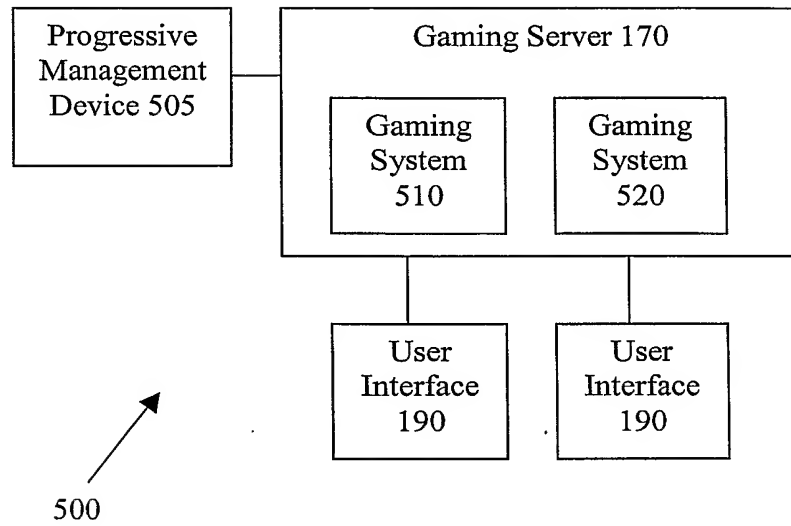 Progressive
Management
Device 505
Gaming Server 170
Gaming
System
510
Gaming
System
520
User
Interface
190
User
Interface
190
500